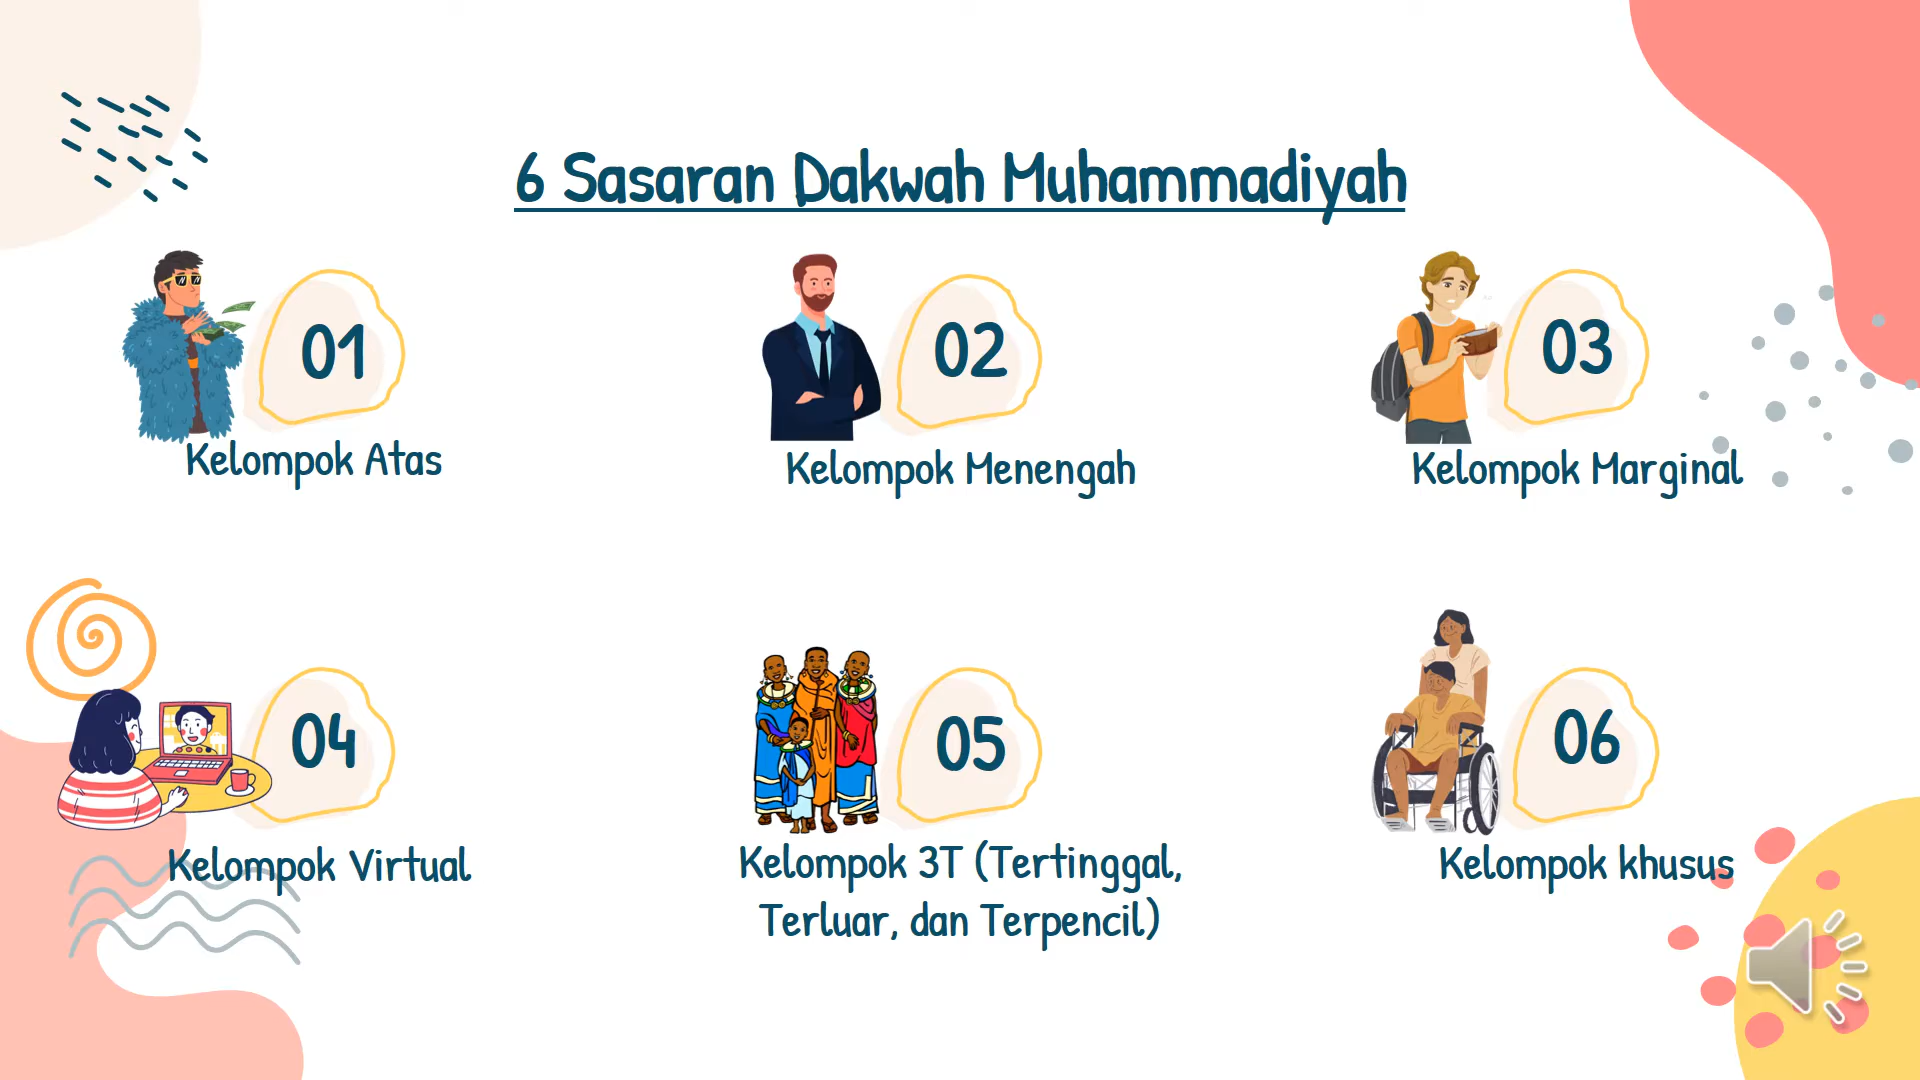 6 Sasaran Dakwah Muhammadiyah
01
Kelompok Atas
02
Kelompok Menengah
03
Kelompok Marginal
04
Kelompok Virtual
05
Kelompok 3T (Tertinggal,
Terluar, dan Terpencil)
06
Kelompok khusus